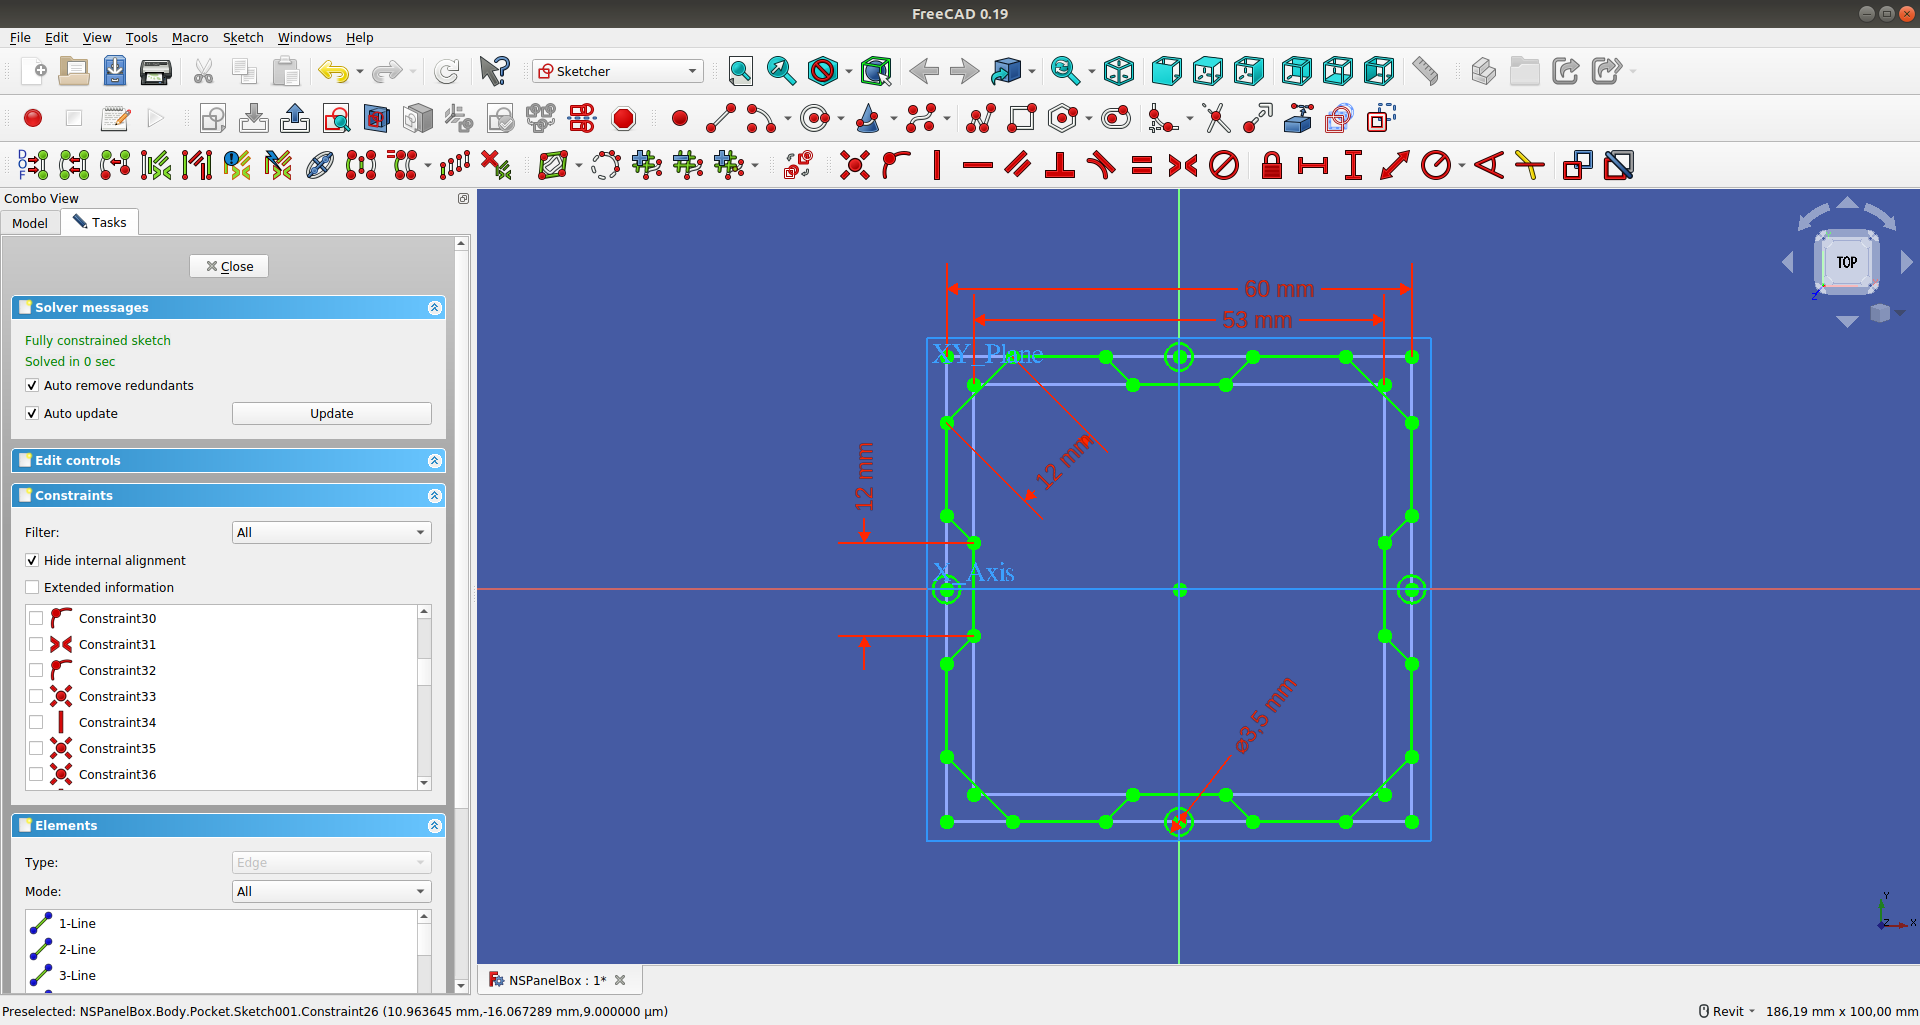 FreeCAD 0.19
File Edit View Tools Macro Sketch Windows Help
Sketcher
DOF
Combo View
Model Tasks
Close
Solver messages
Fully constrained sketch
Solved in 0 sec
Auto remove redundants
Auto update Update
Edit controls
Constraints
Filter: All
Hide internal alignment
Extended information
Constraint30
Constraint31
Constraint32
Constraint33
Constraint34
Constraint35
Constraint36
Elements
Type: Edge
Mode: All
1-Line
2-Line
3-Line
60 mm
53 mm
XY_Plane
12 mm
12 mm
X_Axis
⌀3,5 mm
TOP
Z
Y
Z X
NSPanelBox : 1*
Preselected: NSPanelBox.Body.Pocket.Sketch001.Constraint26 (10.963645 mm,-16.067289 mm,9.000000 μm)
Revit 186,19 mm x 100,00 mm